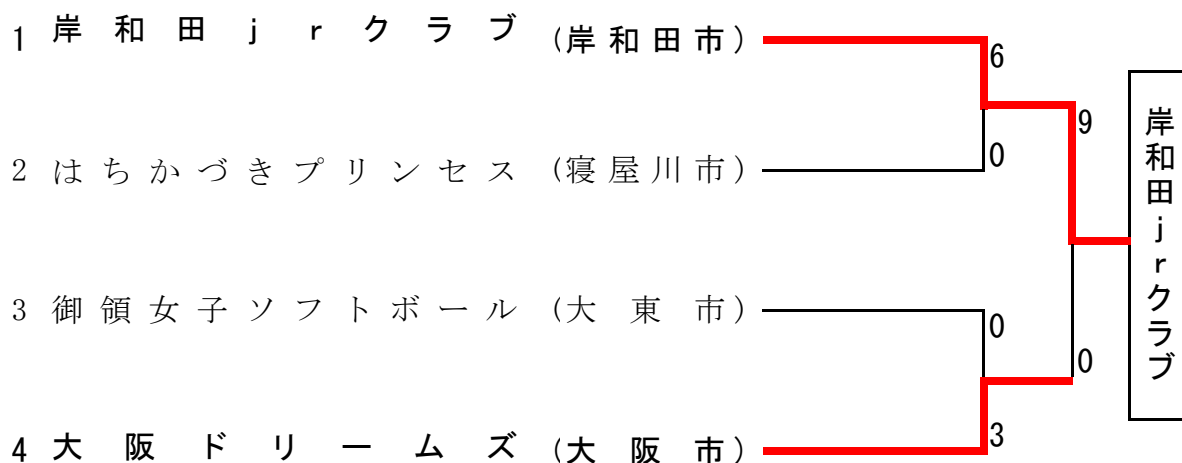 1 岸和田jrクラブ (岸和田市)
6
9
0
2 はちかづきプリンセス (寝屋川市)
岸和田jrクラブ
3 御領女子ソフトボール (大東市)
0
0
3
4 大阪ドリームズ (大阪市)